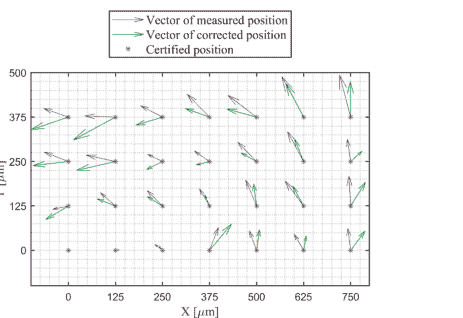 Vector of measured position
Vector of corrected position
Certified position
500
375
250
125
0
0 125 250 375 500 625 750
X [μm]